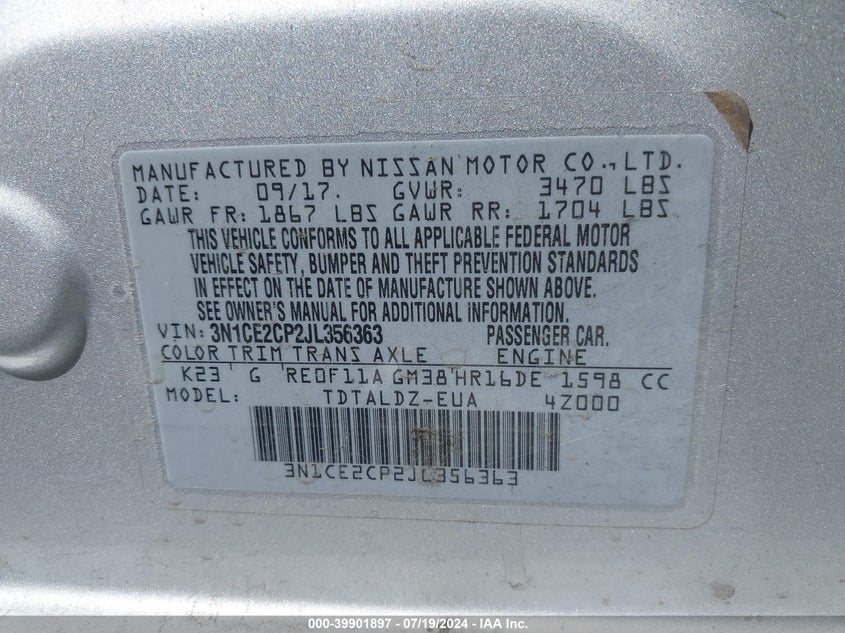 MANUFACTURED BY NISSAN MOTOR CO., LTD.
DATE: 09/17. GVWR: 3470 LBS
GAWR FR: 1867 LBS GAWR RR: 1704 LBS
THIS VEHICLE CONFORMS TO ALL APPLICABLE FEDERAL MOTOR
VEHICLE SAFETY, BUMPER AND THEFT PREVENTION STANDARDS
IN EFFECT ON THE DATE OF MANUFACTURE SHOWN ABOVE.
SEE OWNER'S MANUAL FOR ADDITIONAL INFORMATION.
VIN: 3N1CE2CP2JL356363 PASSENGER CAR.
COLOR TRIM TRANS AXLE ENGINE
K23 G RE0F11A GM38 HR16DE 1598 CC
MODEL: TDTALDZ-EUA 4Z000
3N1CE2CP2JL356363
000-39901897 / 07/19/2024 - IAA Inc.